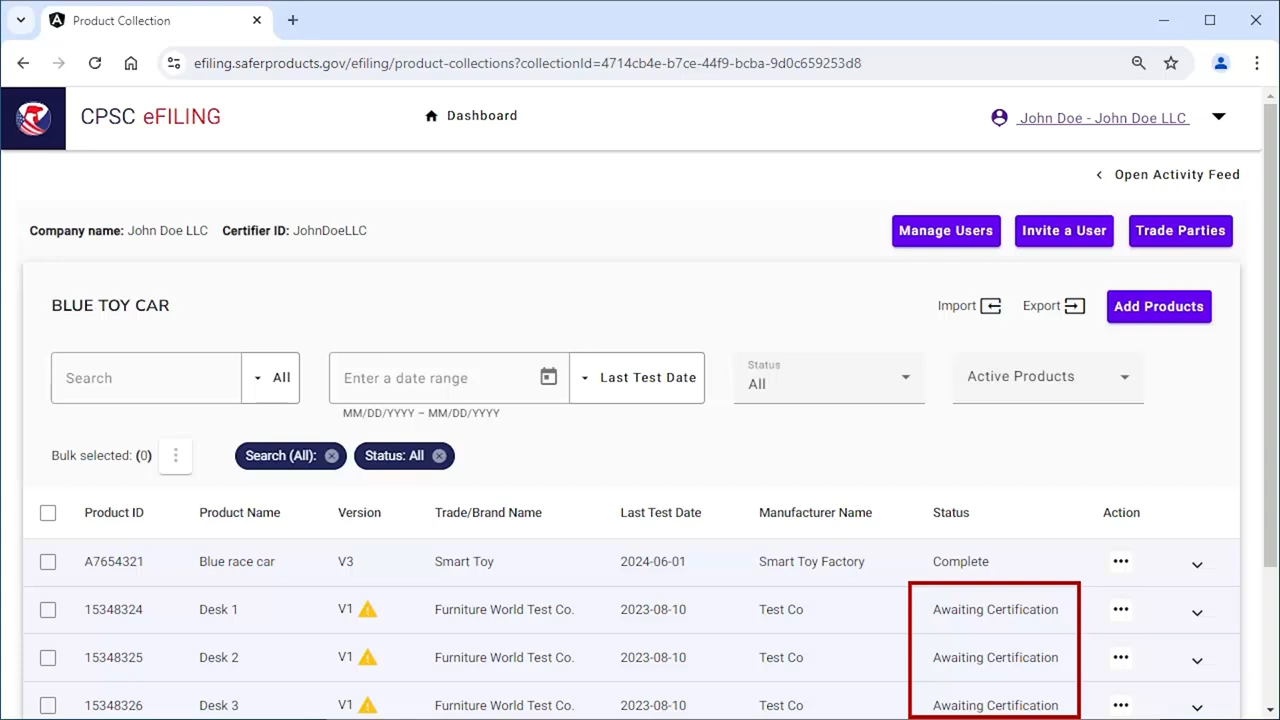 Product Collection
efiling.saferproducts.gov/efiling/product-collections?collectionId=4714cb4e-b7ce-44f9-bcba-9d0c659253d8
CPSC eFILING
Dashboard
John Doe - John Doe LLC
Open Activity Feed
Company name: John Doe LLC Certifier ID: JohnDoeLLC
Manage Users
Invite a User
Trade Parties
BLUE TOY CAR
Import
Export
Add Products
Search
All
Enter a date range
Last Test Date
MM/DD/YYYY – MM/DD/YYYY
Status
All
Active Products
Bulk selected: (0)
Search (All):
Status: All
Product ID Product Name Version Trade/Brand Name Last Test Date Manufacturer Name Status Action
A7654321 Blue race car V3 Smart Toy 2024-06-01 Smart Toy Factory Complete
15348324 Desk 1 V1 Furniture World Test Co. 2023-08-10 Test Co Awaiting Certification
15348325 Desk 2 V1 Furniture World Test Co. 2023-08-10 Test Co Awaiting Certification
15348326 Desk 3 V1 Furniture World Test Co. 2023-08-10 Test Co Awaiting Certification